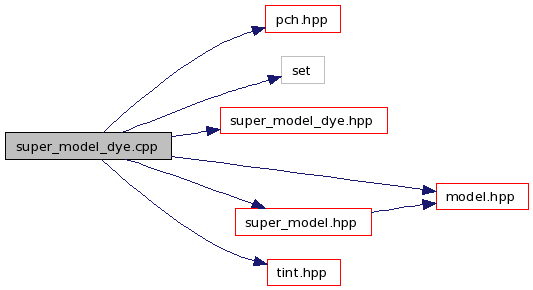 pch.hpp
set
super_model_dye.hpp
super_model_dye.cpp
model.hpp
super_model.hpp
tint.hpp